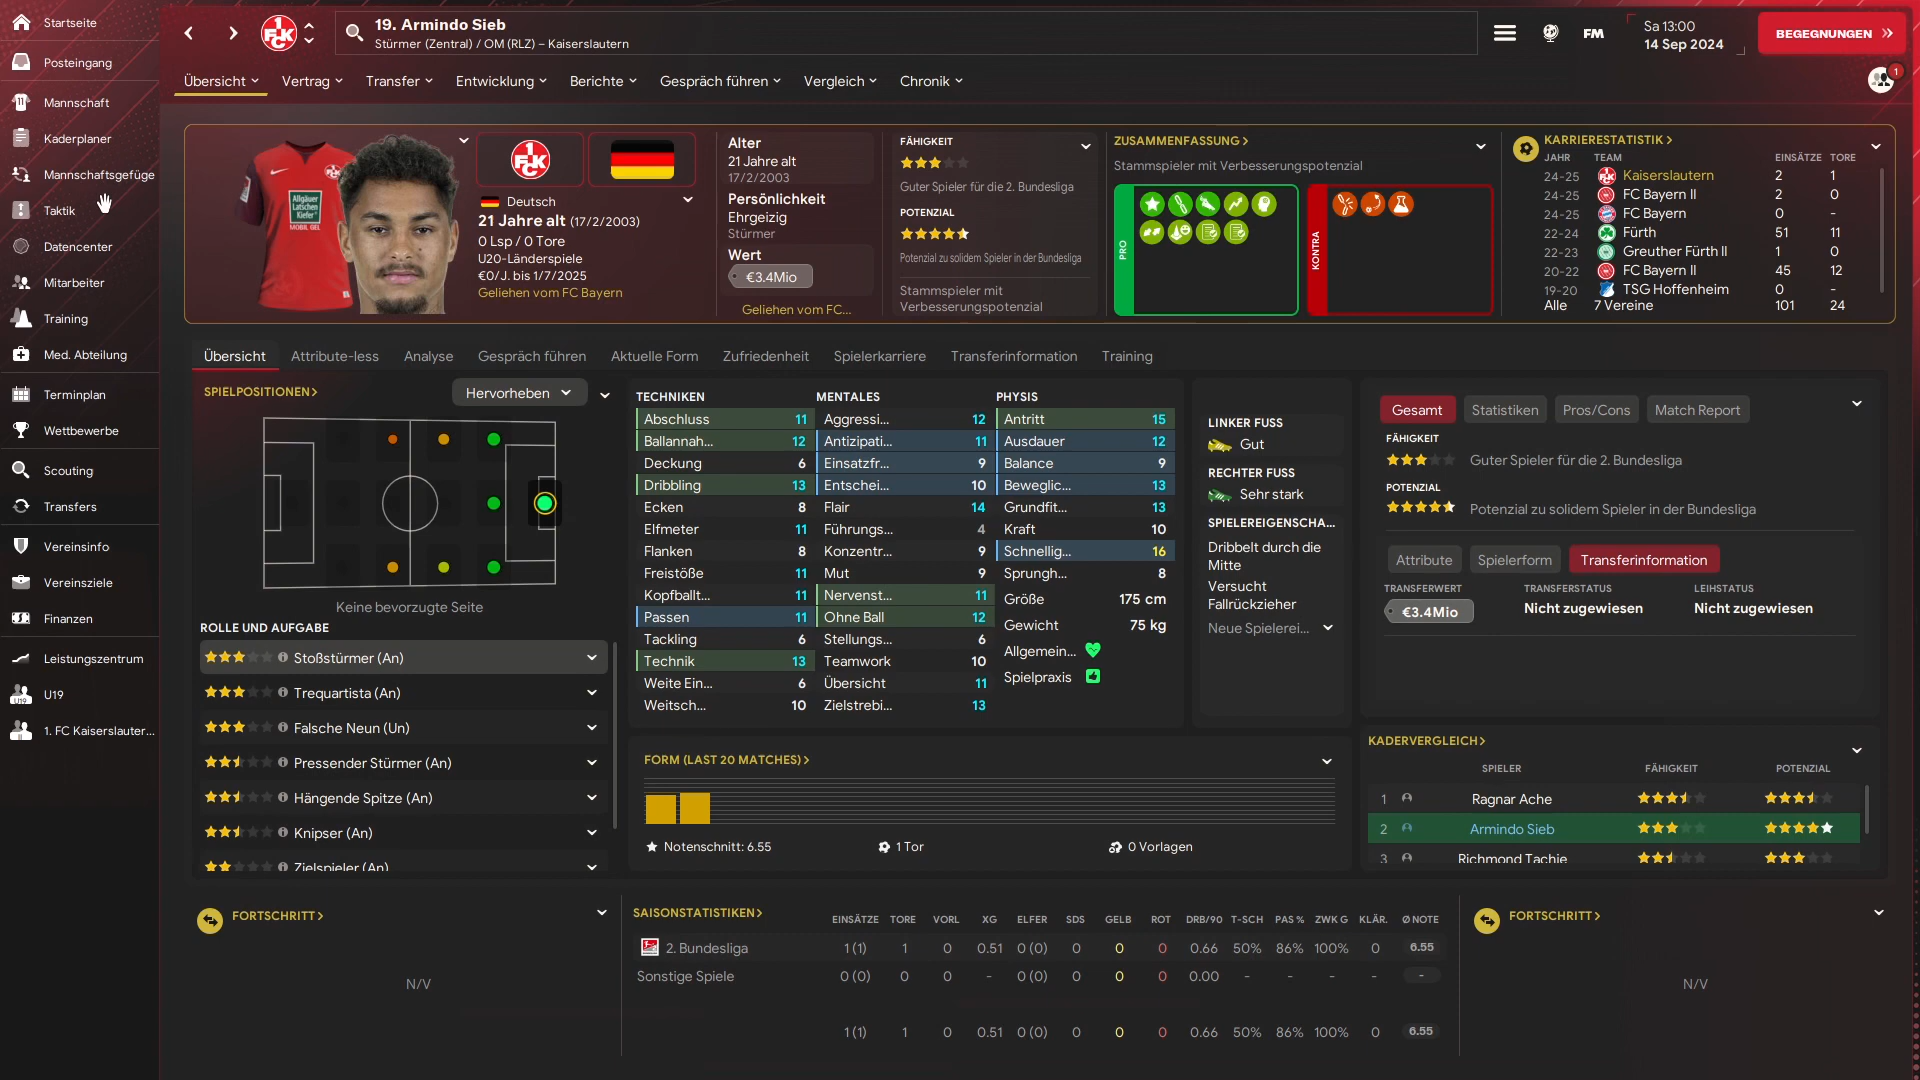 Startseite
Posteingang
Mannschaft
Kaderplaner
Mannschaftsgefüge
Taktik
Datencenter
Mitarbeiter
Training
Med. Abteilung
Terminplan
Wettbewerbe
Scouting
Transfers
Vereinsinfo
Vereinsziele
Finanzen
Leistungszentrum
U19
1. FC Kaiserslauter...
19. Armindo Sieb
Stürmer (Zentral) / OM (RLZ) – Kaiserslautern
FM
Sa 13:00
14 Sep 2024
BEGEGNUNGEN
1
Übersicht Vertrag Transfer Entwicklung Berichte Gespräch führen Vergleich Chronik
Allgäuer
Latschen
Kiefer
MOBIL GEL
Deutsch
21 Jahre alt (17/2/2003)
0 Lsp / 0 Tore
U20-Länderspiele
€0/J. bis 1/7/2025
Geliehen vom FC Bayern
Alter
21 Jahre alt
17/2/2003
Persönlichkeit
Ehrgeizig
Stürmer
Wert
€3.4Mio
Geliehen vom FC...
FÄHIGKEIT
Guter Spieler für die 2. Bundesliga
POTENZIAL
Potenzial zu solidem Spieler in der Bundesliga
Stammspieler mit
Verbesserungspotenzial
ZUSAMMENFASSUNG
Stammspieler mit Verbesserungspotenzial
PRO
KONTRA
KARRIERESTATISTIK
JAHR TEAM EINSÄTZE TORE
24-25 Kaiserslautern 2 1
24-25 FC Bayern II 2 0
24-25 FC Bayern 0 -
22-24 Fürth 51 11
22-23 Greuther Fürth II 1 0
20-22 FC Bayern II 45 12
19-20 TSG Hoffenheim 0 -
Alle 7 Vereine 101 24
Übersicht Attribute-less Analyse Gespräch führen Aktuelle Form Zufriedenheit Spielerkarriere Transferinformation Training
SPIELPOSITIONEN
Hervorheben
Keine bevorzugte Seite
ROLLE UND AUFGABE
Stoßstürmer (An)
Trequartista (An)
Falsche Neun (Un)
Pressender Stürmer (An)
Hängende Spitze (An)
Knipser (An)
Zielspieler (An)
TECHNIKEN
Abschluss 11
Ballannah... 12
Deckung 6
Dribbling 13
Ecken 8
Elfmeter 11
Flanken 8
Freistöße 11
Kopfballt... 11
Passen 11
Tackling 6
Technik 13
Weite Ein... 6
Weitsch... 10
MENTALES
Aggressi... 12
Antizipati... 11
Einsatzfr... 9
Entschei... 10
Flair 14
Führungs... 4
Konzentr... 9
Mut 9
Nervenst... 11
Ohne Ball 12
Stellungs... 6
Teamwork 10
Übersicht 11
Zielstrebi... 13
PHYSIS
Antritt 15
Ausdauer 12
Balance 9
Beweglic... 13
Grundfit... 13
Kraft 10
Schnellig... 16
Sprungh... 8
Größe 175 cm
Gewicht 75 kg
Allgemein...
Spielpraxis
LINKER FUSS
Gut
RECHTER FUSS
Sehr stark
SPIELEREIGENSCHA...
Dribbelt durch die
Mitte
Versucht
Fallrückzieher
Neue Spielerei...
Gesamt Statistiken Pros/Cons Match Report
FÄHIGKEIT
Guter Spieler für die 2. Bundesliga
POTENZIAL
Potenzial zu solidem Spieler in der Bundesliga
Attribute Spielerform Transferinformation
TRANSFERWERT TRANSFERSTATUS LEIHSTATUS
€3.4Mio Nicht zugewiesen Nicht zugewiesen
FORM (LAST 20 MATCHES)
Notenschnitt: 6.55 1 Tor 0 Vorlagen
KADERVERGLEICH
SPIELER FÄHIGKEIT POTENZIAL
1 Ragnar Ache
2 Armindo Sieb
3 Richmond Tachie
FORTSCHRITT
N/V
SAISONSTATISTIKEN EINSÄTZE TORE VORL XG ELFER SDS GELB ROT DRB/90 T-SCH PAS % ZWK G KLÄR. Ø NOTE
2. Bundesliga 1 (1) 1 0 0.51 0 (0) 0 0 0 0.66 50% 86% 100% 0 6.55
Sonstige Spiele 0 (0) 0 0 - 0 (0) 0 0 0 0.00 - - - - -
1 (1) 1 0 0.51 0 (0) 0 0 0 0.66 50% 86% 100% 0 6.55
FORTSCHRITT
N/V